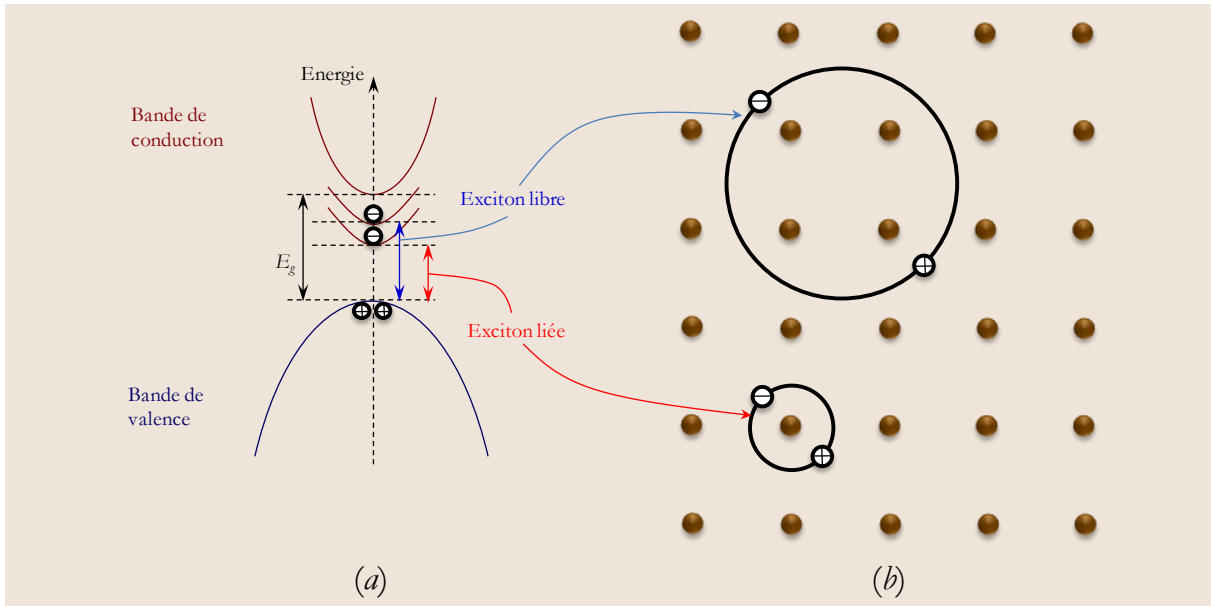 Energie
Bande de
conduction
Exciton libre
E_g
Exciton liée
Bande de
valence
(a)
(b)